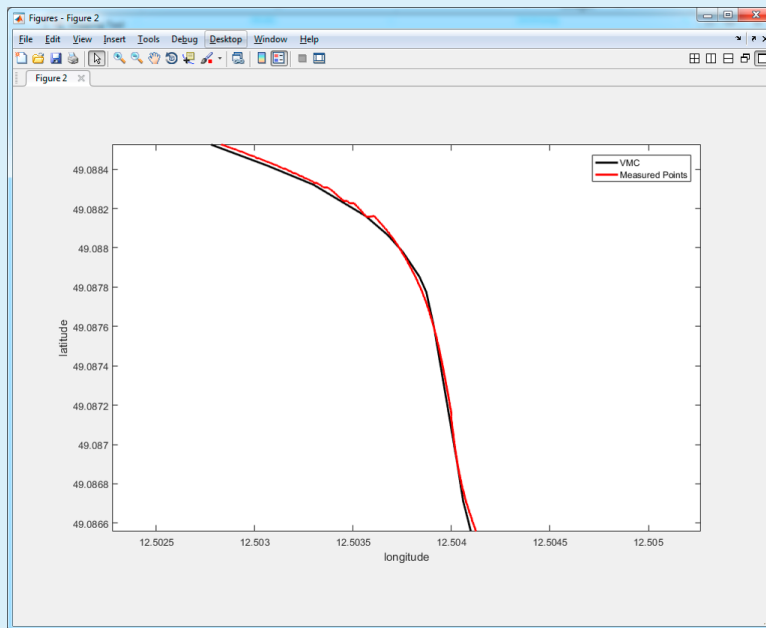 Figures - Figure 2
File Edit View Insert Tools Debug Desktop Window Help
Figure 2
VMC
Measured Points
49.0884
49.0882
49.088
49.0878
49.0876
49.0874
49.0872
49.087
49.0868
49.0866
latitude
12.5025 12.503 12.5035 12.504 12.5045 12.505
longitude